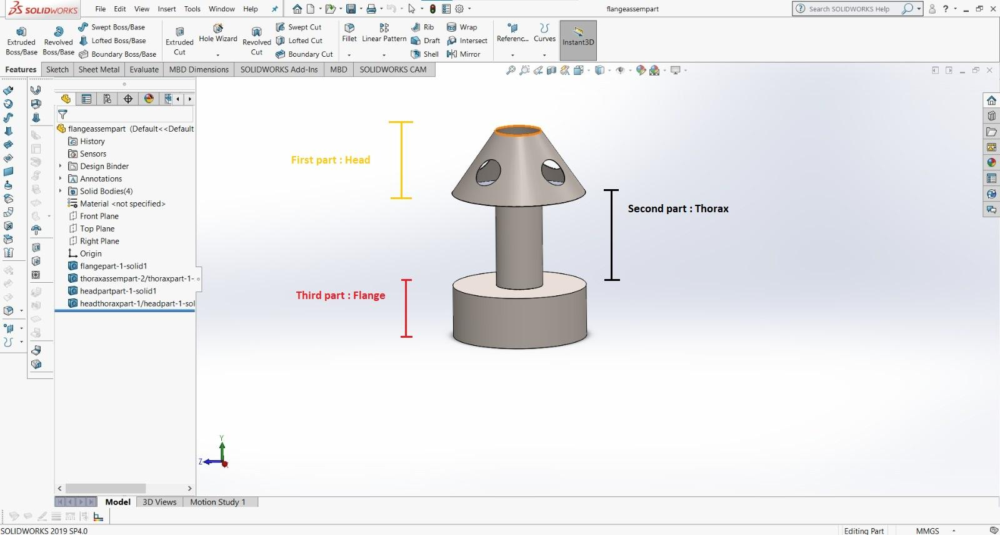 SOLIDWORKS
File Edit View Insert Tools Window Help
flangeassempart
Search SOLIDWORKS Help
Extruded Boss/Base
Revolved Boss/Base
Swept Boss/Base
Lofted Boss/Base
Boundary Boss/Base
Extruded Cut
Hole Wizard
Revolved Cut
Swept Cut
Lofted Cut
Boundary Cut
Fillet
Linear Pattern
Rib
Draft
Shell
Wrap
Intersect
Mirror
Referenc...
Curves
Instant3D
Features Sketch Sheet Metal Evaluate MBD Dimensions SOLIDWORKS Add-Ins MBD SOLIDWORKS CAM
flangeassempart (Default<<Default
History
Sensors
Design Binder
Annotations
Solid Bodies(4)
Material <not specified>
Front Plane
Top Plane
Right Plane
Origin
flangepart-1-solid1
thoraxassempart-2/thoraxpart-1-
headpartpart-1-solid1
headthoraxpart-1/headpart-1-sol
First part : Head
Second part : Thorax
Third part : Flange
Y
Z
Model 3D Views Motion Study 1
SOLIDWORKS 2019 SP4.0
Editing Part
MMGS